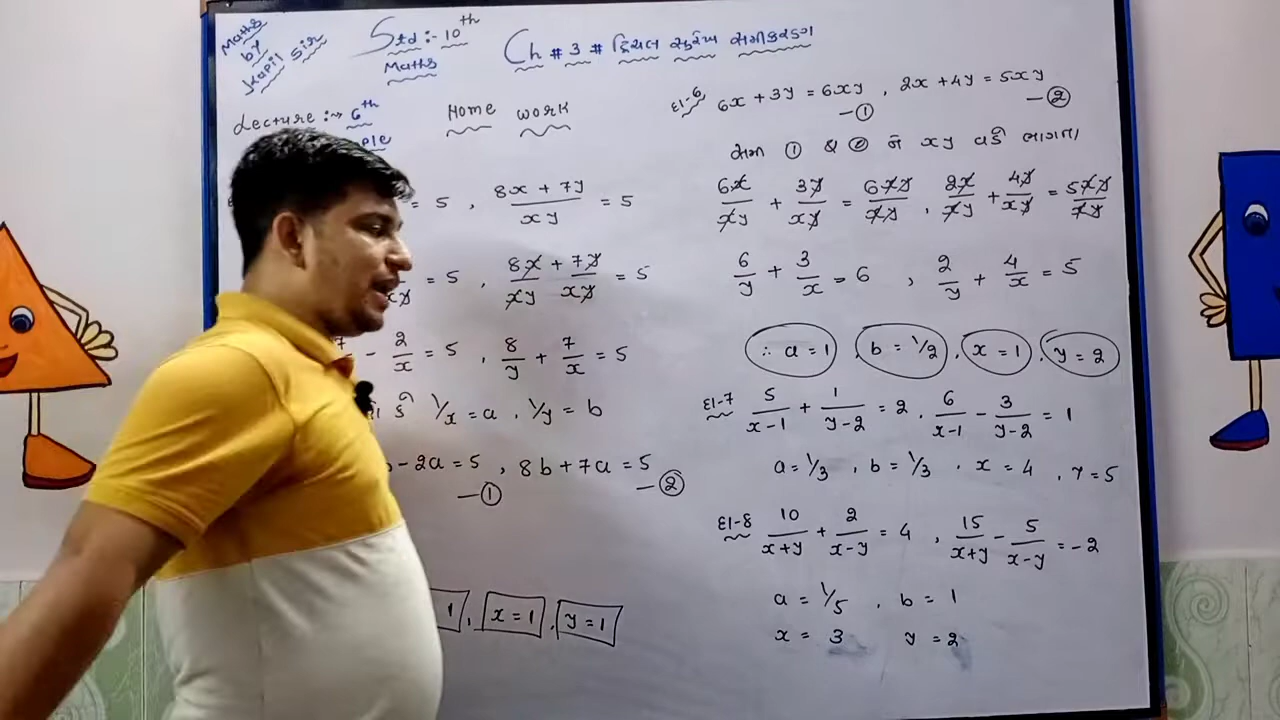 Maths
by
Kapil Sir
Std :- 10th
Maths
Ch # 3 # દ્વિચલ સુરેખ સમીકરણ
Lecture :→ 6th
Home work
= 5 , (8x + 7y)/(xy) = 5
= 5 , 8x/xy + 7y/xy = 5
- 2/x = 5 , 8/y + 7/x = 5
1/x = a , 1/y = b
- 2a = 5 , 8b + 7a = 5
—① —②
1 , x = 1 , y = 1
દા-6 6x + 3y = 6xy , 2x + 4y = 5xy
—① —②
સમી ① & ② ને xy વડે ભાગતા
6x/xy + 3y/xy = 6xy/xy , 2x/xy + 4y/xy = 5xy/xy
6/y + 3/x = 6 , 2/y + 4/x = 5
∴ a = 1 , b = 1/2 , x = 1 , y = 2
દા-7 5/(x-1) + 1/(y-2) = 2 , 6/(x-1) - 3/(y-2) = 1
a = 1/3 , b = 1/3 , x = 4 , y = 5
દા-8 10/(x+y) + 2/(x-y) = 4 , 15/(x+y) - 5/(x-y) = -2
a = 1/5 , b = 1
x = 3 y = 2